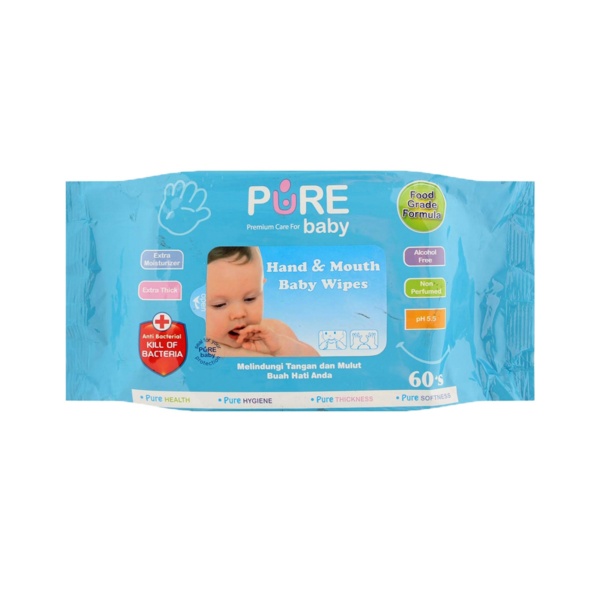 PURE
Premium Care For baby
Food
Grade
Formula
Extra
Moisturizer
Extra Thick
Anti Bacterial
KILL OF
BACTERIA
Hand & Mouth
Baby Wipes
Alcohol
Free
Non
Perfumed
pH 5.5
PURE
baby
Melindungi Tangan dan Mulut
Buah Hati Anda
60's
• Pure HEALTH
• Pure HYGIENE
• Pure THICKNESS
• Pure SOFTNESS